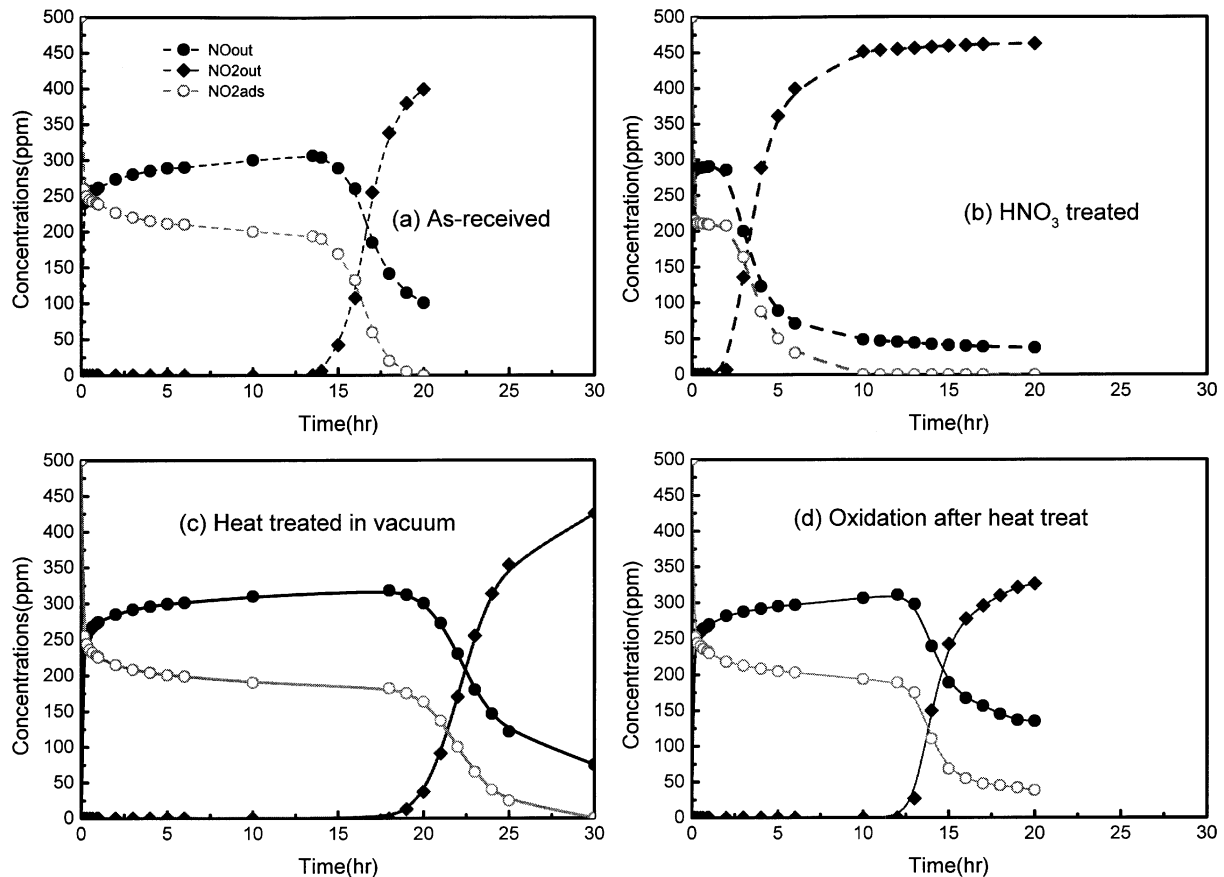 500
450
400
350
300
250
200
150
100
50
0
Concentrations(ppm)
NOout
NO2out
NO2ads
(a) As-received
0 5 10 15 20 25 30
Time(hr)
500
450
400
350
300
250
200
150
100
50
0
Concentration(ppm)
(b) HNO₃ treated
0 5 10 15 20 25 30
Time(hr)
500
450
400
350
300
250
200
150
100
50
0
Concentrations(ppm)
(c) Heat treated in vacuum
0 5 10 15 20 25 30
Time(hr)
500
450
400
350
300
250
200
150
100
50
0
Concentration(ppm)
(d) Oxidation after heat treat
0 5 10 15 20 25 30
Time(hr)